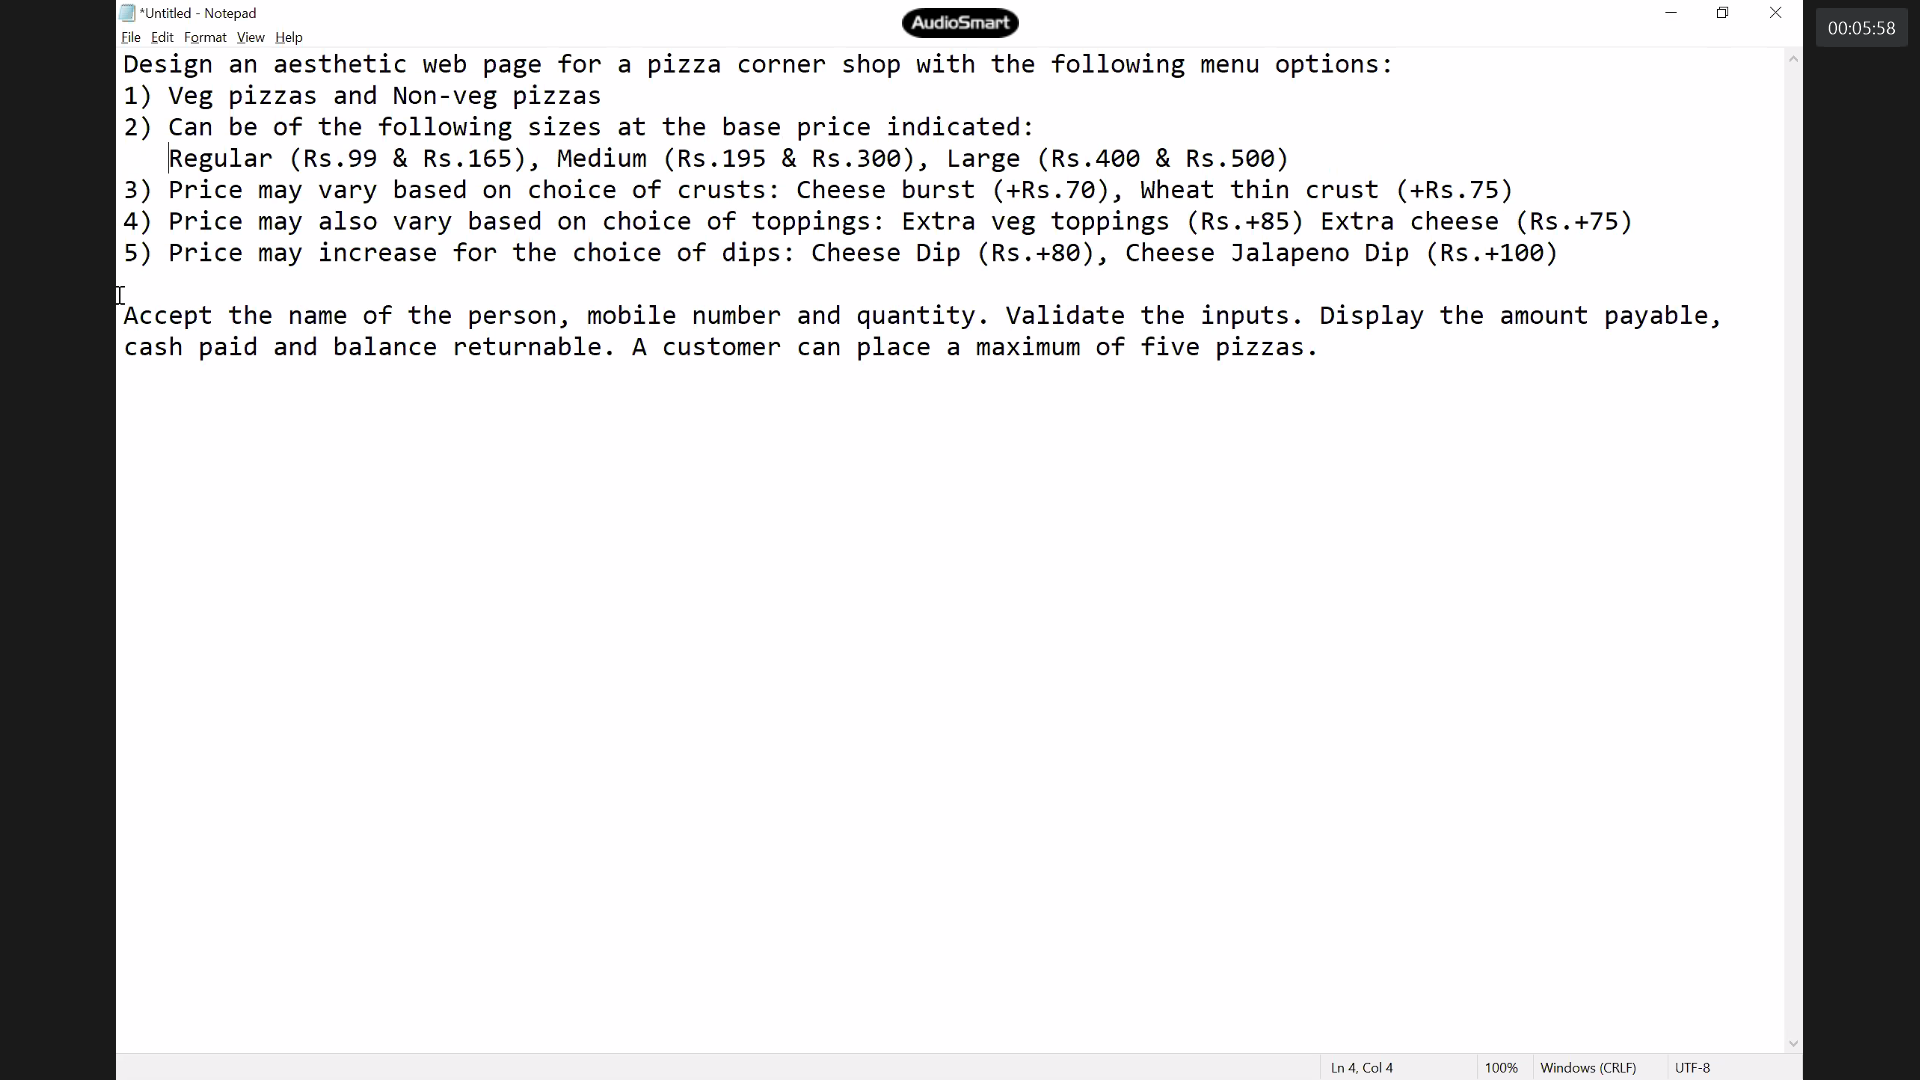 *Untitled - Notepad
AudioSmart
00:05:58
File Edit Format View Help
Design an aesthetic web page for a pizza corner shop with the following menu options:
1) Veg pizzas and Non-veg pizzas
2) Can be of the following sizes at the base price indicated:
Regular (Rs.99 & Rs.165), Medium (Rs.195 & Rs.300), Large (Rs.400 & Rs.500)
3) Price may vary based on choice of crusts: Cheese burst (+Rs.70), Wheat thin crust (+Rs.75)
4) Price may also vary based on choice of toppings: Extra veg toppings (Rs.+85) Extra cheese (Rs.+75)
5) Price may increase for the choice of dips: Cheese Dip (Rs.+80), Cheese Jalapeno Dip (Rs.+100)
Accept the name of the person, mobile number and quantity. Validate the inputs. Display the amount payable,
cash paid and balance returnable. A customer can place a maximum of five pizzas.
Ln 4, Col 4 100% Windows (CRLF) UTF-8